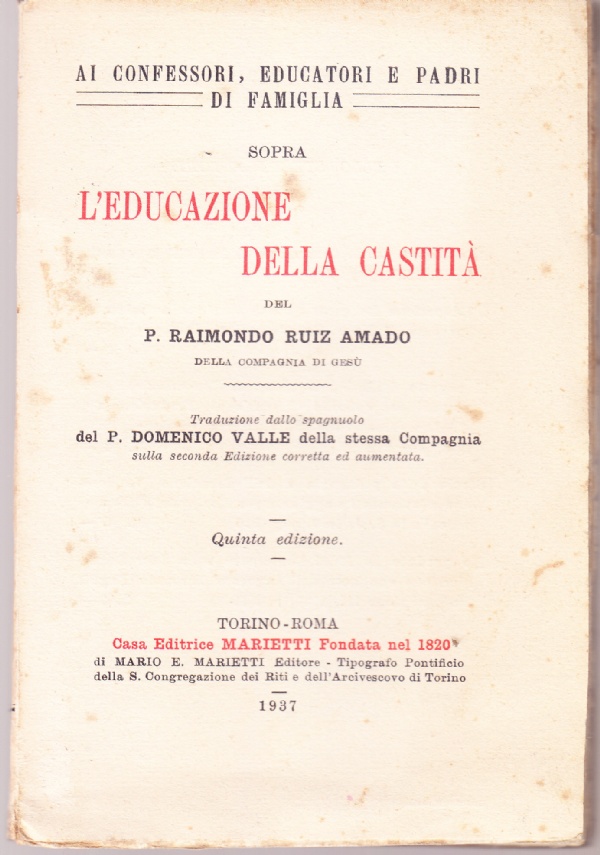 AI CONFESSORI, EDUCATORI E PADRI
DI FAMIGLIA
SOPRA
L'EDUCAZIONE
DELLA CASTITÀ
DEL
P. RAIMONDO RUIZ AMADO
DELLA COMPAGNIA DI GESÙ
Traduzione dallo spagnuolo
del P. DOMENICO VALLE della stessa Compagnia
sulla seconda Edizione corretta ed aumentata.
Quinta edizione.
TORINO-ROMA
Casa Editrice MARIETTI Fondata nel 1820
di MARIO E. MARIETTI Editore - Tipografo Pontificio
della S. Congregazione dei Riti e dell'Arcivescovo di Torino
1937